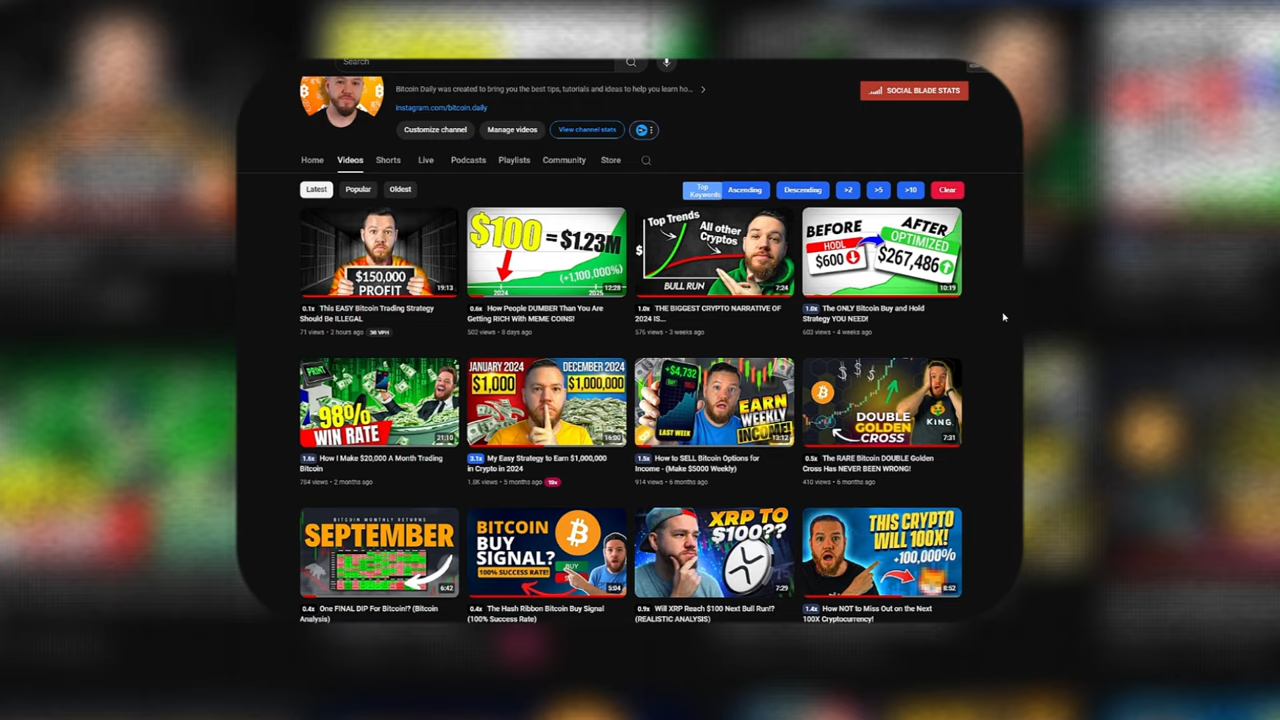 Search
Bitcoin Daily was created to bring you the best tips, tutorials and ideas to help you learn ho...
instagram.com/bitcoin.daily
SOCIAL BLADE STATS
Customize channel Manage videos View channel stats
Home Videos Shorts Live Podcasts Playlists Community Store
Latest Popular Oldest
Top Keywords Ascending Descending >2 >5 >10 Clear
$150,000
PROFIT
19:13
0.1x This EASY Bitcoin Trading Strategy
Should Be ILLEGAL
71 views • 2 hours ago 36 VPH
$100 = $1.23M
(+1,100,000%)
2024 2025
12:28
0.6x How People DUMBER Than You Are
Getting RICH With MEME COINS!
502 views • 8 days ago
Top Trends
All other
Cryptos
$
BULL RUN
7:24
1.0x THE BIGGEST CRYPTO NARRATIVE OF
2024 IS...
576 views • 3 weeks ago
BEFORE AFTER
HODL OPTIMIZED
$600 $267,486
10:19
1.0x The ONLY Bitcoin Buy and Hold
Strategy YOU NEED!
603 views • 4 weeks ago
PRINT
98%
WIN RATE
21:10
1.6x How I Make $20,000 A Month Trading
Bitcoin
784 views • 2 months ago
JANUARY 2024 DECEMBER 2024
$1,000 $1,000,000
16:00
3.1x My Easy Strategy to Earn $1,000,000
in Crypto in 2024
1.8K views • 5 months ago 10x
+$4,732
LAST WEEK
EARN
WEEKLY
INCOME!
13:12
1.5x How to SELL Bitcoin Options for
Income - (Make $5000 Weekly)
914 views • 6 months ago
DOUBLE
GOLDEN
CROSS
KING.
7:31
0.5x The RARE Bitcoin DOUBLE Golden
Cross Has NEVER BEEN WRONG!
410 views • 6 months ago
BITCOIN MONTHLY RETURNS
SEPTEMBER
6:42
0.4x One FINAL DIP For Bitcoin!? (Bitcoin
Analysis)
BITCOIN
BUY
SIGNAL?
100% SUCCESS RATE!
BUY
5:04
0.4x The Hash Ribbon Bitcoin Buy Signal
(100% Success Rate)
XRP TO
$100??
7:29
0.9x Will XRP Reach $100 Next Bull Run!?
(REALISTIC ANALYSIS)
THIS CRYPTO
WILL 100X!
+100,000%
8:52
1.4x How NOT to Miss Out on the Next
100X Cryptocurrency!